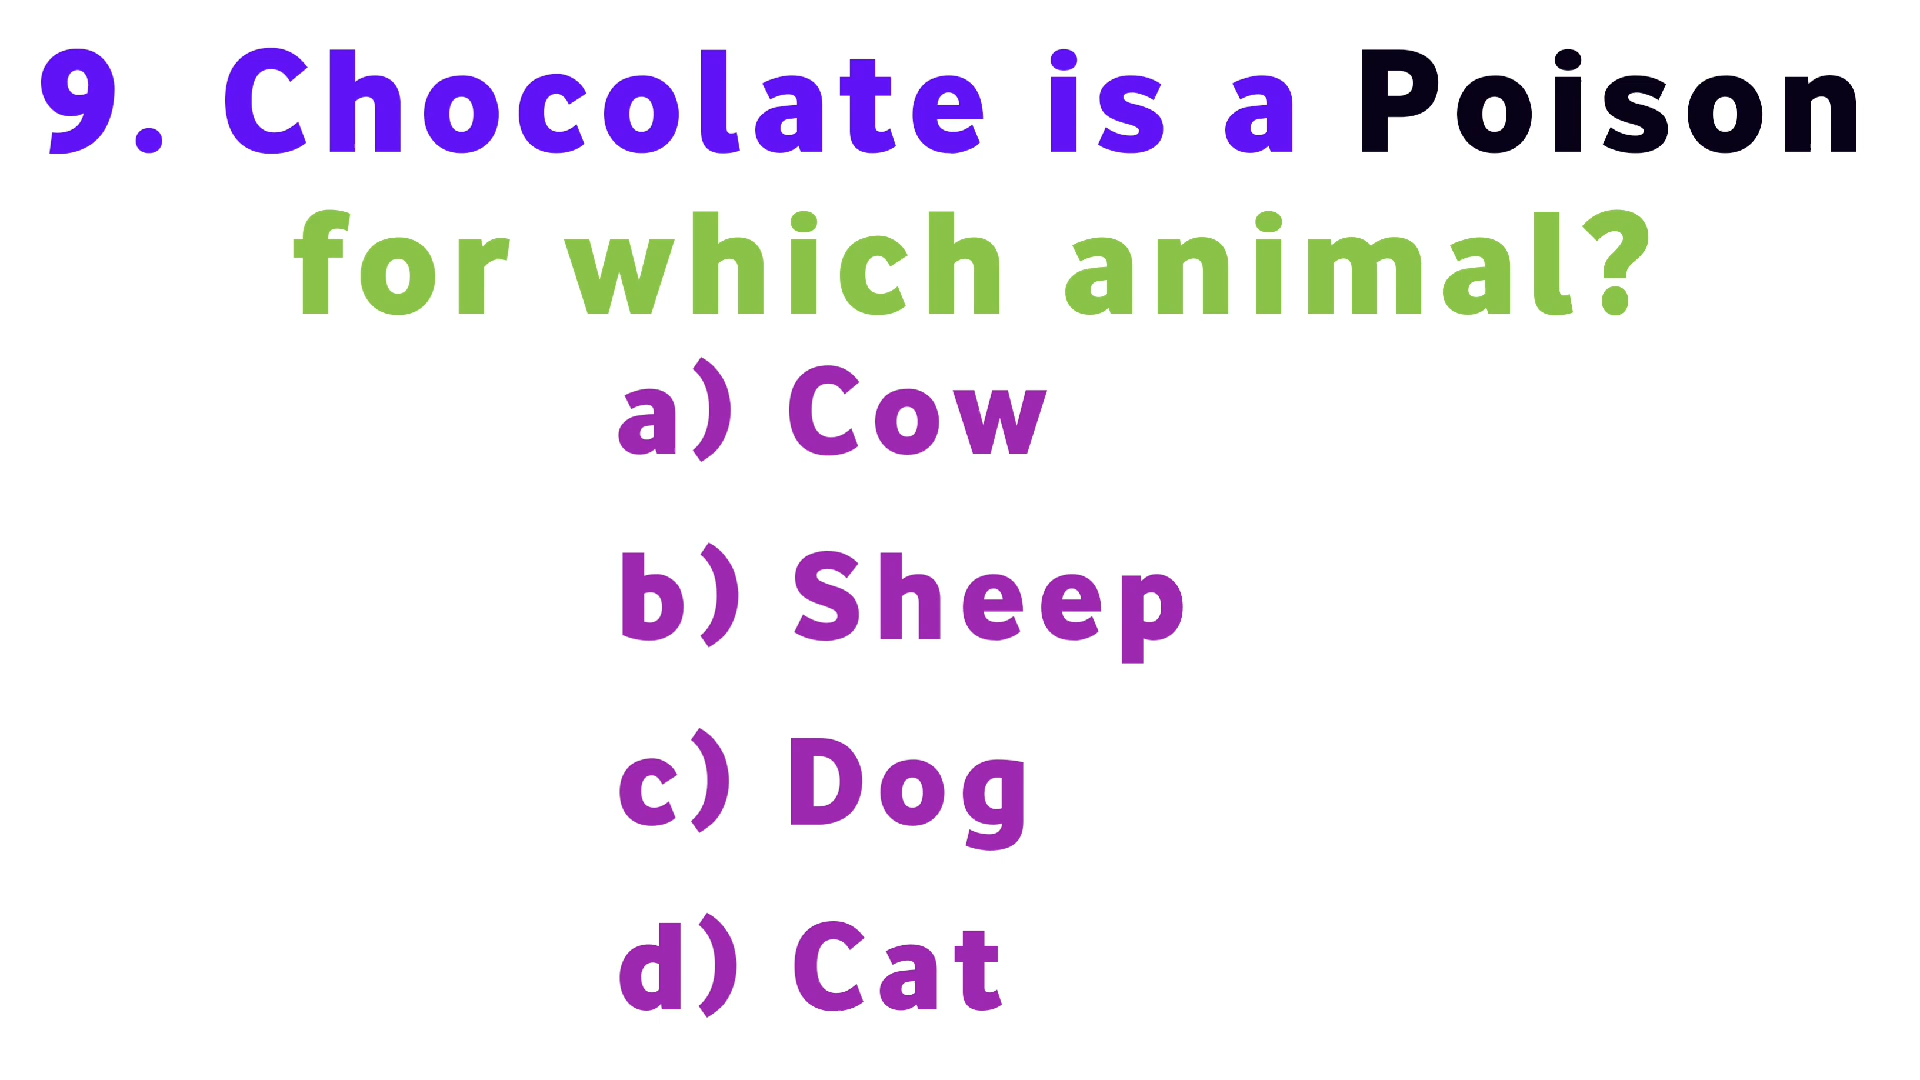 9. Chocolate is a Poison
for which animal?
a) Cow
b) Sheep
c) Dog
d) Cat